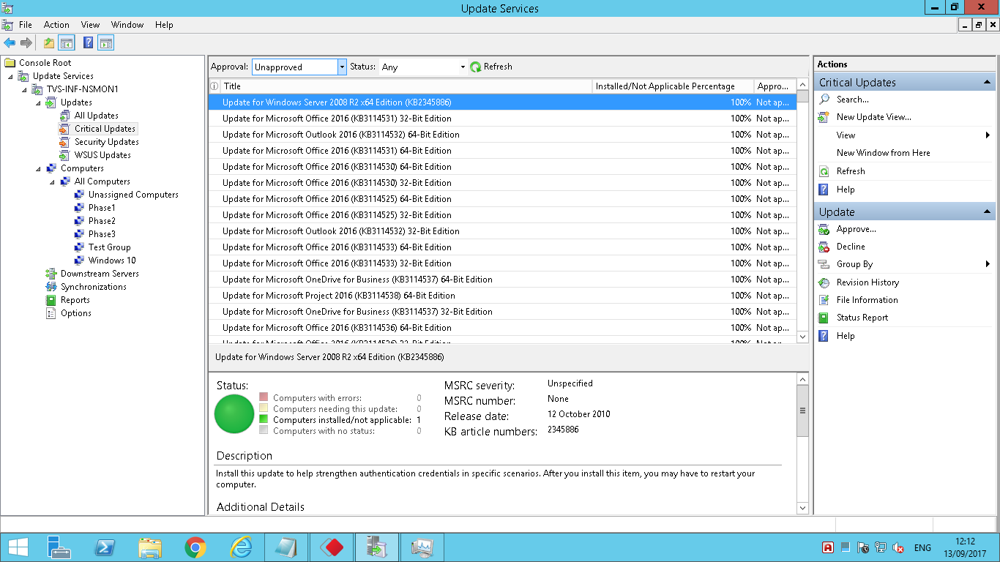 Update Services
File Action View Window Help
Console Root
Update Services
TVS-INF-NSMON1
Updates
All Updates
Critical Updates
Security Updates
WSUS Updates
Computers
All Computers
Unassigned Computers
Phase1
Phase2
Phase3
Test Group
Windows 10
Downstream Servers
Synchronizations
Reports
Options
Approval: Unapproved Status: Any Refresh
Title Installed/Not Applicable Percentage Appro...
Update for Windows Server 2008 R2 x64 Edition (KB2345886) 100% Not ap...
Update for Microsoft Office 2016 (KB3114531) 32-Bit Edition 100% Not ap...
Update for Microsoft Outlook 2016 (KB3114532) 64-Bit Edition 100% Not ap...
Update for Microsoft Office 2016 (KB3114531) 64-Bit Edition 100% Not ap...
Update for Microsoft Office 2016 (KB3114530) 64-Bit Edition 100% Not ap...
Update for Microsoft Office 2016 (KB3114530) 32-Bit Edition 100% Not ap...
Update for Microsoft Office 2016 (KB3114525) 64-Bit Edition 100% Not ap...
Update for Microsoft Office 2016 (KB3114525) 32-Bit Edition 100% Not ap...
Update for Microsoft Outlook 2016 (KB3114532) 32-Bit Edition 100% Not ap...
Update for Microsoft Office 2016 (KB3114533) 64-Bit Edition 100% Not ap...
Update for Microsoft Office 2016 (KB3114533) 32-Bit Edition 100% Not ap...
Update for Microsoft OneDrive for Business (KB3114537) 64-Bit Edition 100% Not ap...
Update for Microsoft Project 2016 (KB3114538) 64-Bit Edition 100% Not ap...
Update for Microsoft OneDrive for Business (KB3114537) 32-Bit Edition 100% Not ap...
Update for Microsoft Office 2016 (KB3114536) 64-Bit Edition 100% Not ap...
Update for Microsoft Office 2016 (KB3114536) 32-Bit Edition 100% Not ap...
Update for Windows Server 2008 R2 x64 Edition (KB2345886)
Status:
Computers with errors: 0
Computers needing this update: 0
Computers installed/not applicable: 1
Computers with no status: 0
MSRC severity: Unspecified
MSRC number: None
Release date: 12 October 2010
KB article numbers: 2345886
Description
Install this update to help strengthen authentication credentials in specific scenarios. After you install this item, you may have to restart your
computer.
Additional Details
Actions
Critical Updates
Search...
New Update View...
View
New Window from Here
Refresh
Help
Update
Approve...
Decline
Group By
Revision History
File Information
Status Report
Help
ENG
12:12
13/09/2017